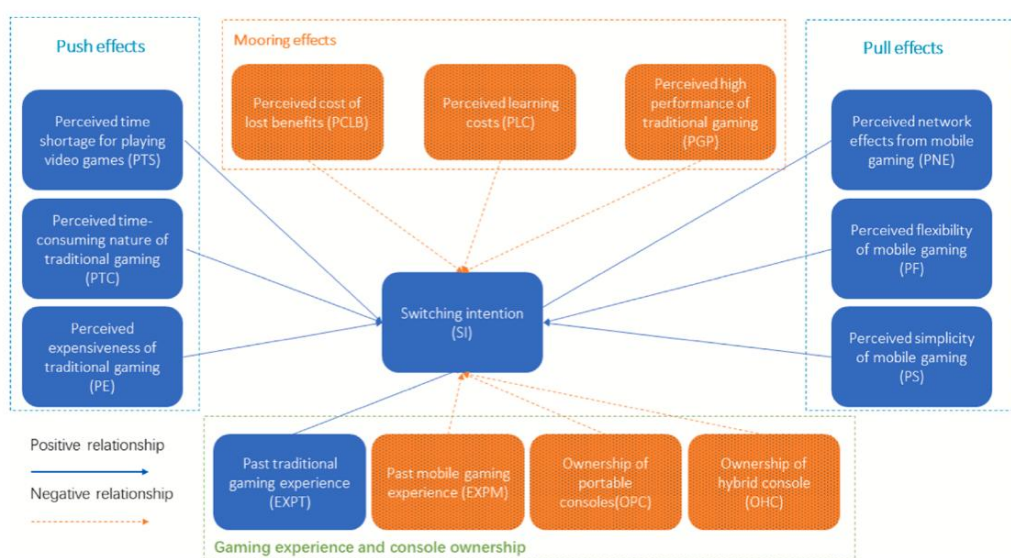 Push effects
Perceived time
shortage for playing
video games (PTS)
Perceived time-
consuming nature of
traditional gaming
(PTC)
Perceived
expensiveness of
traditional gaming
(PE)
Mooring effects
Perceived cost of
lost benefits (PCLB)
Perceived learning
costs (PLC)
Perceived high
performance of
traditional gaming
(PGP)
Switching intention
(SI)
Pull effects
Perceived network
effects from mobile
gaming (PNE)
Perceived flexibility
of mobile gaming
(PF)
Perceived simplicity
of mobile gaming
(PS)
Positive relationship
Negative relationship
Past traditional
gaming experience
(EXPT)
Past mobile gaming
experience (EXPM)
Ownership of
portable
consoles(OPC)
Ownership of
hybrid console
(OHC)
Gaming experience and console ownership